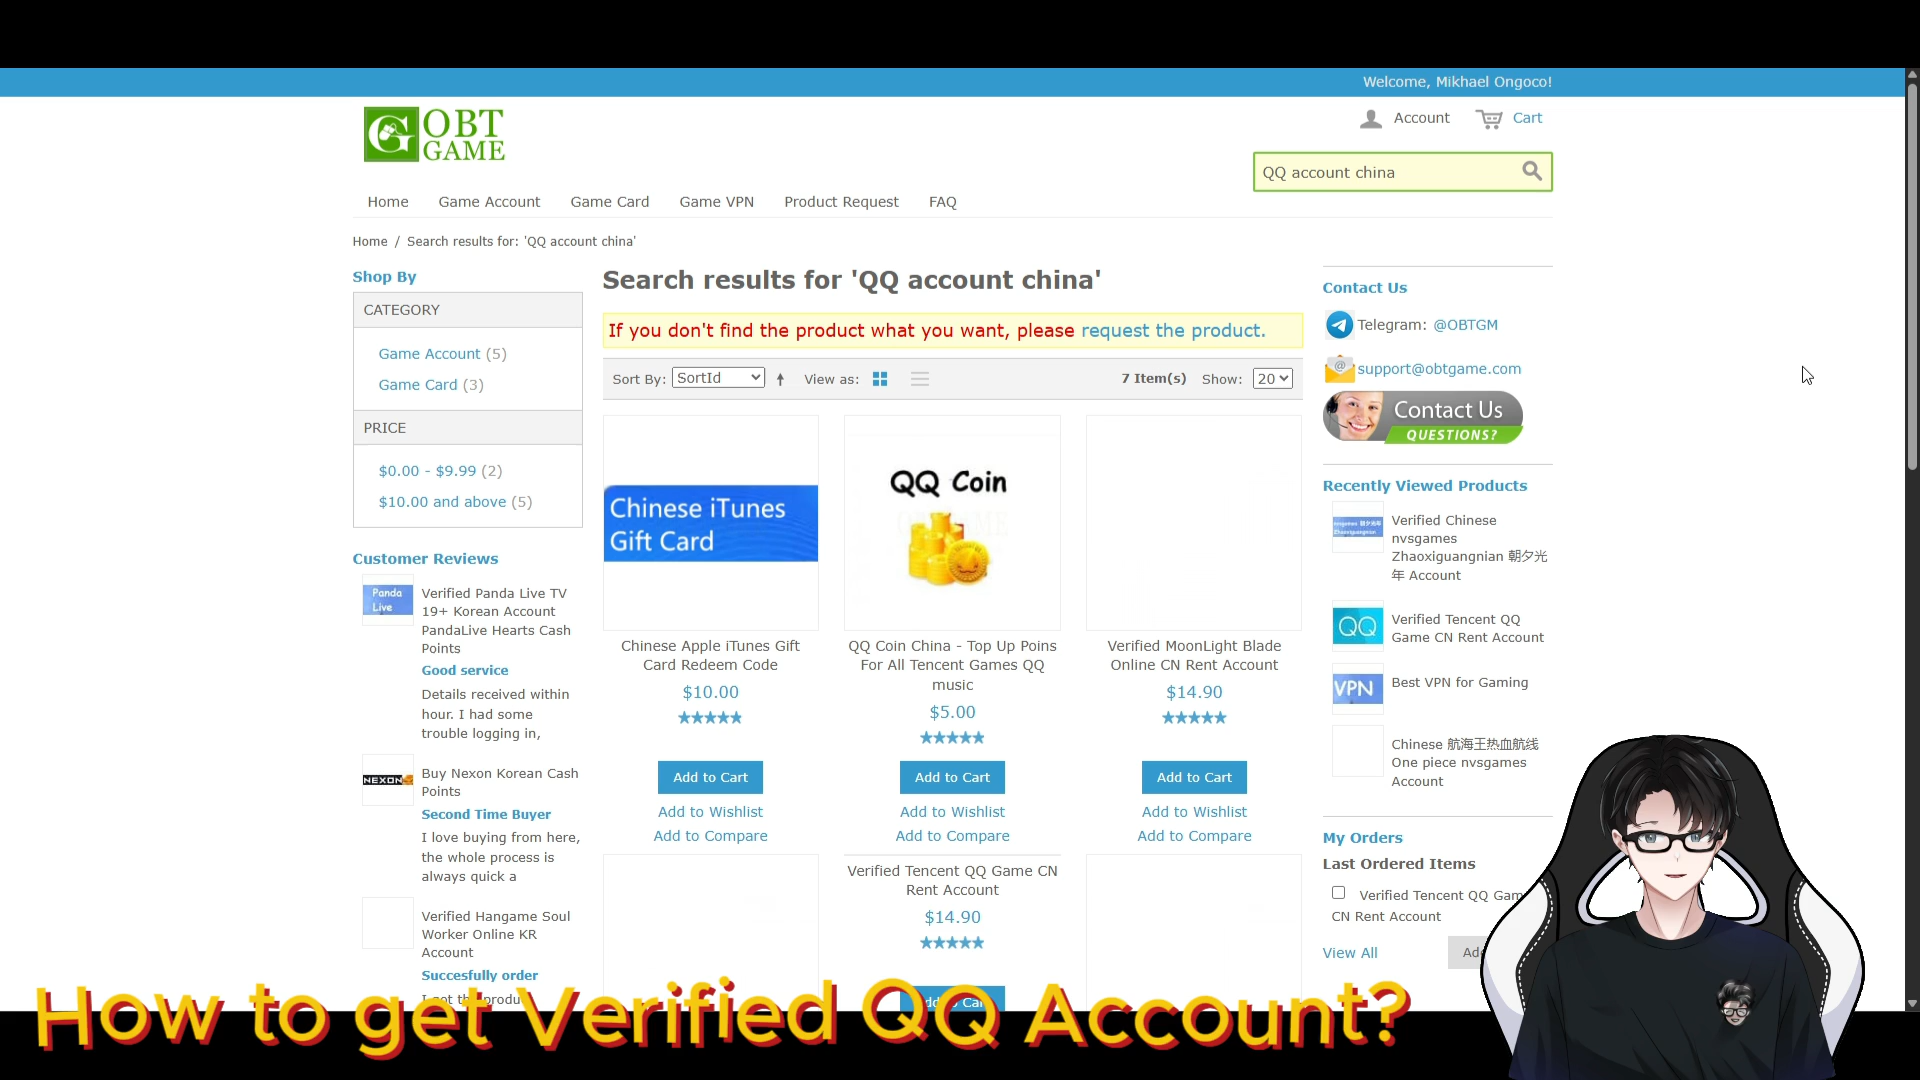 Welcome, Mikhael Ongoco!
G OBT
GAME
Account
Cart
QQ account china
Home
Game Account
Game Card
Game VPN
Product Request
FAQ
Home / Search results for: 'QQ account china'
Shop By
CATEGORY
Game Account (5)
Game Card (3)
PRICE
$0.00 - $9.99 (2)
$10.00 and above (5)
Customer Reviews
Panda
Live
Verified Panda Live TV
19+ Korean Account
PandaLive Hearts Cash
Points
Good service
Details received within
hour. I had some
trouble logging in,
NEXON
Buy Nexon Korean Cash
Points
Second Time Buyer
I love buying from here,
the whole process is
always quick a
Verified Hangame Soul
Worker Online KR
Account
Succesfully order
Search results for 'QQ account china'
If you don't find the product what you want, please request the product.
Sort By: SortId
View as:
7 Item(s)
Show: 20
Chinese iTunes
Gift Card
Chinese Apple iTunes Gift
Card Redeem Code
$10.00
Add to Cart
Add to Wishlist
Add to Compare
QQ Coin
QQ Coin China - Top Up Poins
For All Tencent Games QQ
music
$5.00
Add to Cart
Add to Wishlist
Add to Compare
Verified MoonLight Blade
Online CN Rent Account
$14.90
Add to Cart
Add to Wishlist
Add to Compare
Verified Tencent QQ Game CN
Rent Account
$14.90
Contact Us
Telegram: @OBTGM
support@obtgame.com
Contact Us
QUESTIONS?
Recently Viewed Products
Verified Chinese
nvsgames
Zhaoxiguangnian 朝夕光
年 Account
QQ
Verified Tencent QQ
Game CN Rent Account
VPN
Best VPN for Gaming
Chinese 航海王热血航线
One piece nvsgames
Account
My Orders
Last Ordered Items
Verified Tencent QQ Gam
CN Rent Account
View All
How to get Verified QQ Account?